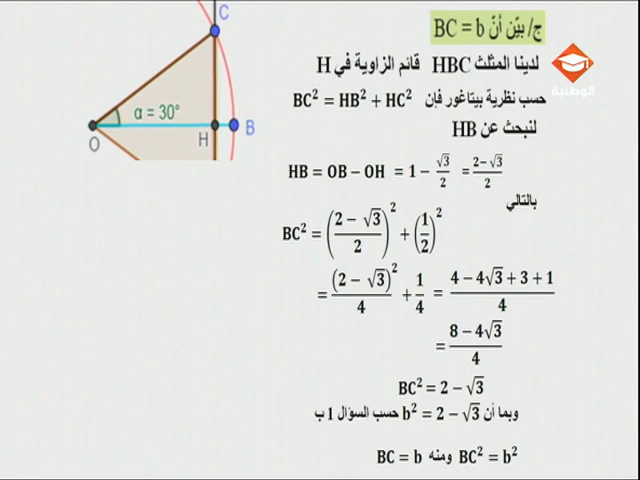 ج/ بيّن أنّ BC = b
لدينا المثلث HBC قائم الزاوية في H
حسب نظرية بيتاغور فإن BC² = HB² + HC²
لنبحث عن HB
HB = OB − OH = 1 − √3/2 = (2−√3)/2
بالتالي
BC² = ((2 − √3)/2)² + (1/2)²
= (2 − √3)²/4 + 1/4 = (4 − 4√3 + 3 + 1)/4
= (8 − 4√3)/4
BC² = 2 − √3
وبما أن b² = 2 − √3 حسب السؤال 1 ب
BC² = b² ومنه BC = b
C
α = 30°
O
H
B
الوطنية